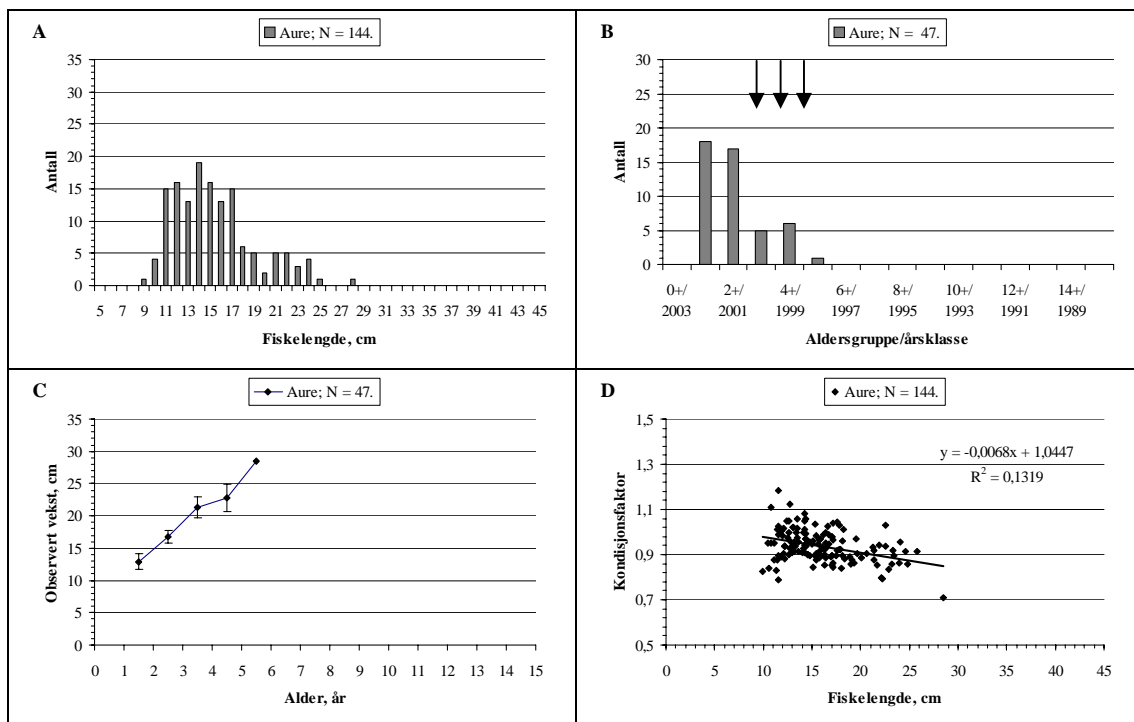 A
Aure; N = 144.
35
30
25
20
15
10
5
0
Antall
5 7 9 11 13 15 17 19 21 23 25 27 29 31 33 35 37 39 41 43 45
Fiskelengde, cm
B
Aure; N = 47.
30
25
20
15
10
5
0
Antall
0+/ 2+/ 4+/ 6+/ 8+/ 10+/ 12+/ 14+/
2003 2001 1999 1997 1995 1993 1991 1989
Aldersgruppe/årsklasse
C
Aure; N = 47.
35
30
25
20
15
10
5
0
Observert vekst, cm
0 1 2 3 4 5 6 7 8 9 10 11 12 13 14 15
Alder, år
D
Aure; N = 144.
1,5
1,3
1,1
0,9
0,7
0,5
Kondisjonsfaktor
y = -0,0068x + 1,0447
R² = 0,1319
0 5 10 15 20 25 30 35 40 45
Fiskelengde, cm